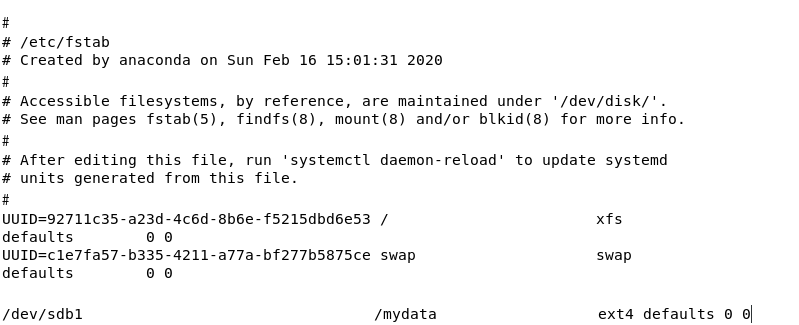 #
# /etc/fstab
# Created by anaconda on Sun Feb 16 15:01:31 2020
#
# Accessible filesystems, by reference, are maintained under '/dev/disk/'.
# See man pages fstab(5), findfs(8), mount(8) and/or blkid(8) for more info.
#
# After editing this file, run 'systemctl daemon-reload' to update systemd
# units generated from this file.
#
UUID=92711c35-a23d-4c6d-8b6e-f5215dbd6e53 /                       xfs
defaults        0 0
UUID=c1e7fa57-b335-4211-a77a-bf277b5875ce swap                    swap
defaults        0 0
/dev/sdb1                                /mydata                  ext4 defaults 0 0